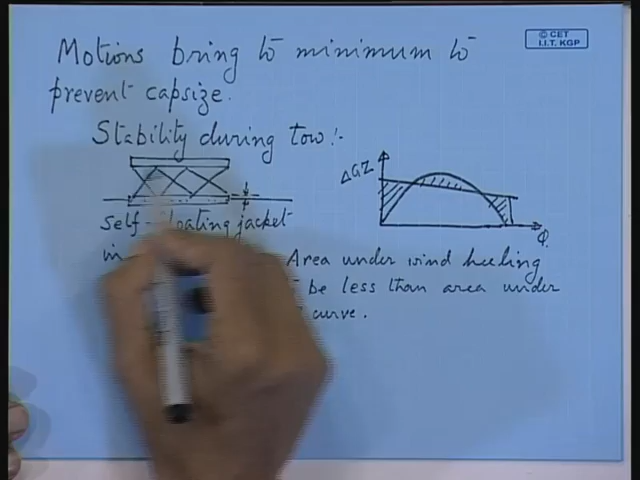 © CET
I.I.T. KGP
Motions bring to minimum to
prevent capsize.
Stability during tow:-
ΔGZ
φ
Self-floating jacket
in
Area under wind heeling
be less than area under
curve.